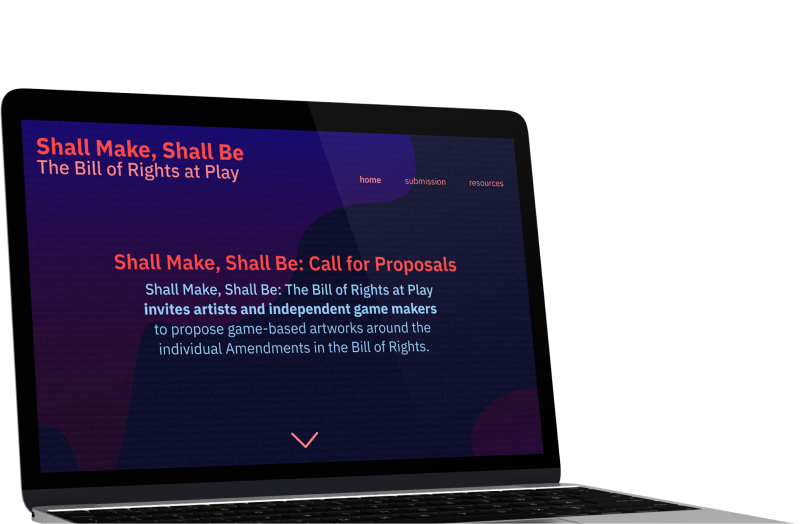 Shall Make, Shall Be
The Bill of Rights at Play
home submission resources
Shall Make, Shall Be: Call for Proposals
Shall Make, Shall Be: The Bill of Rights at Play
invites artists and independent game makers
to propose game-based artworks around the
individual Amendments in the Bill of Rights.